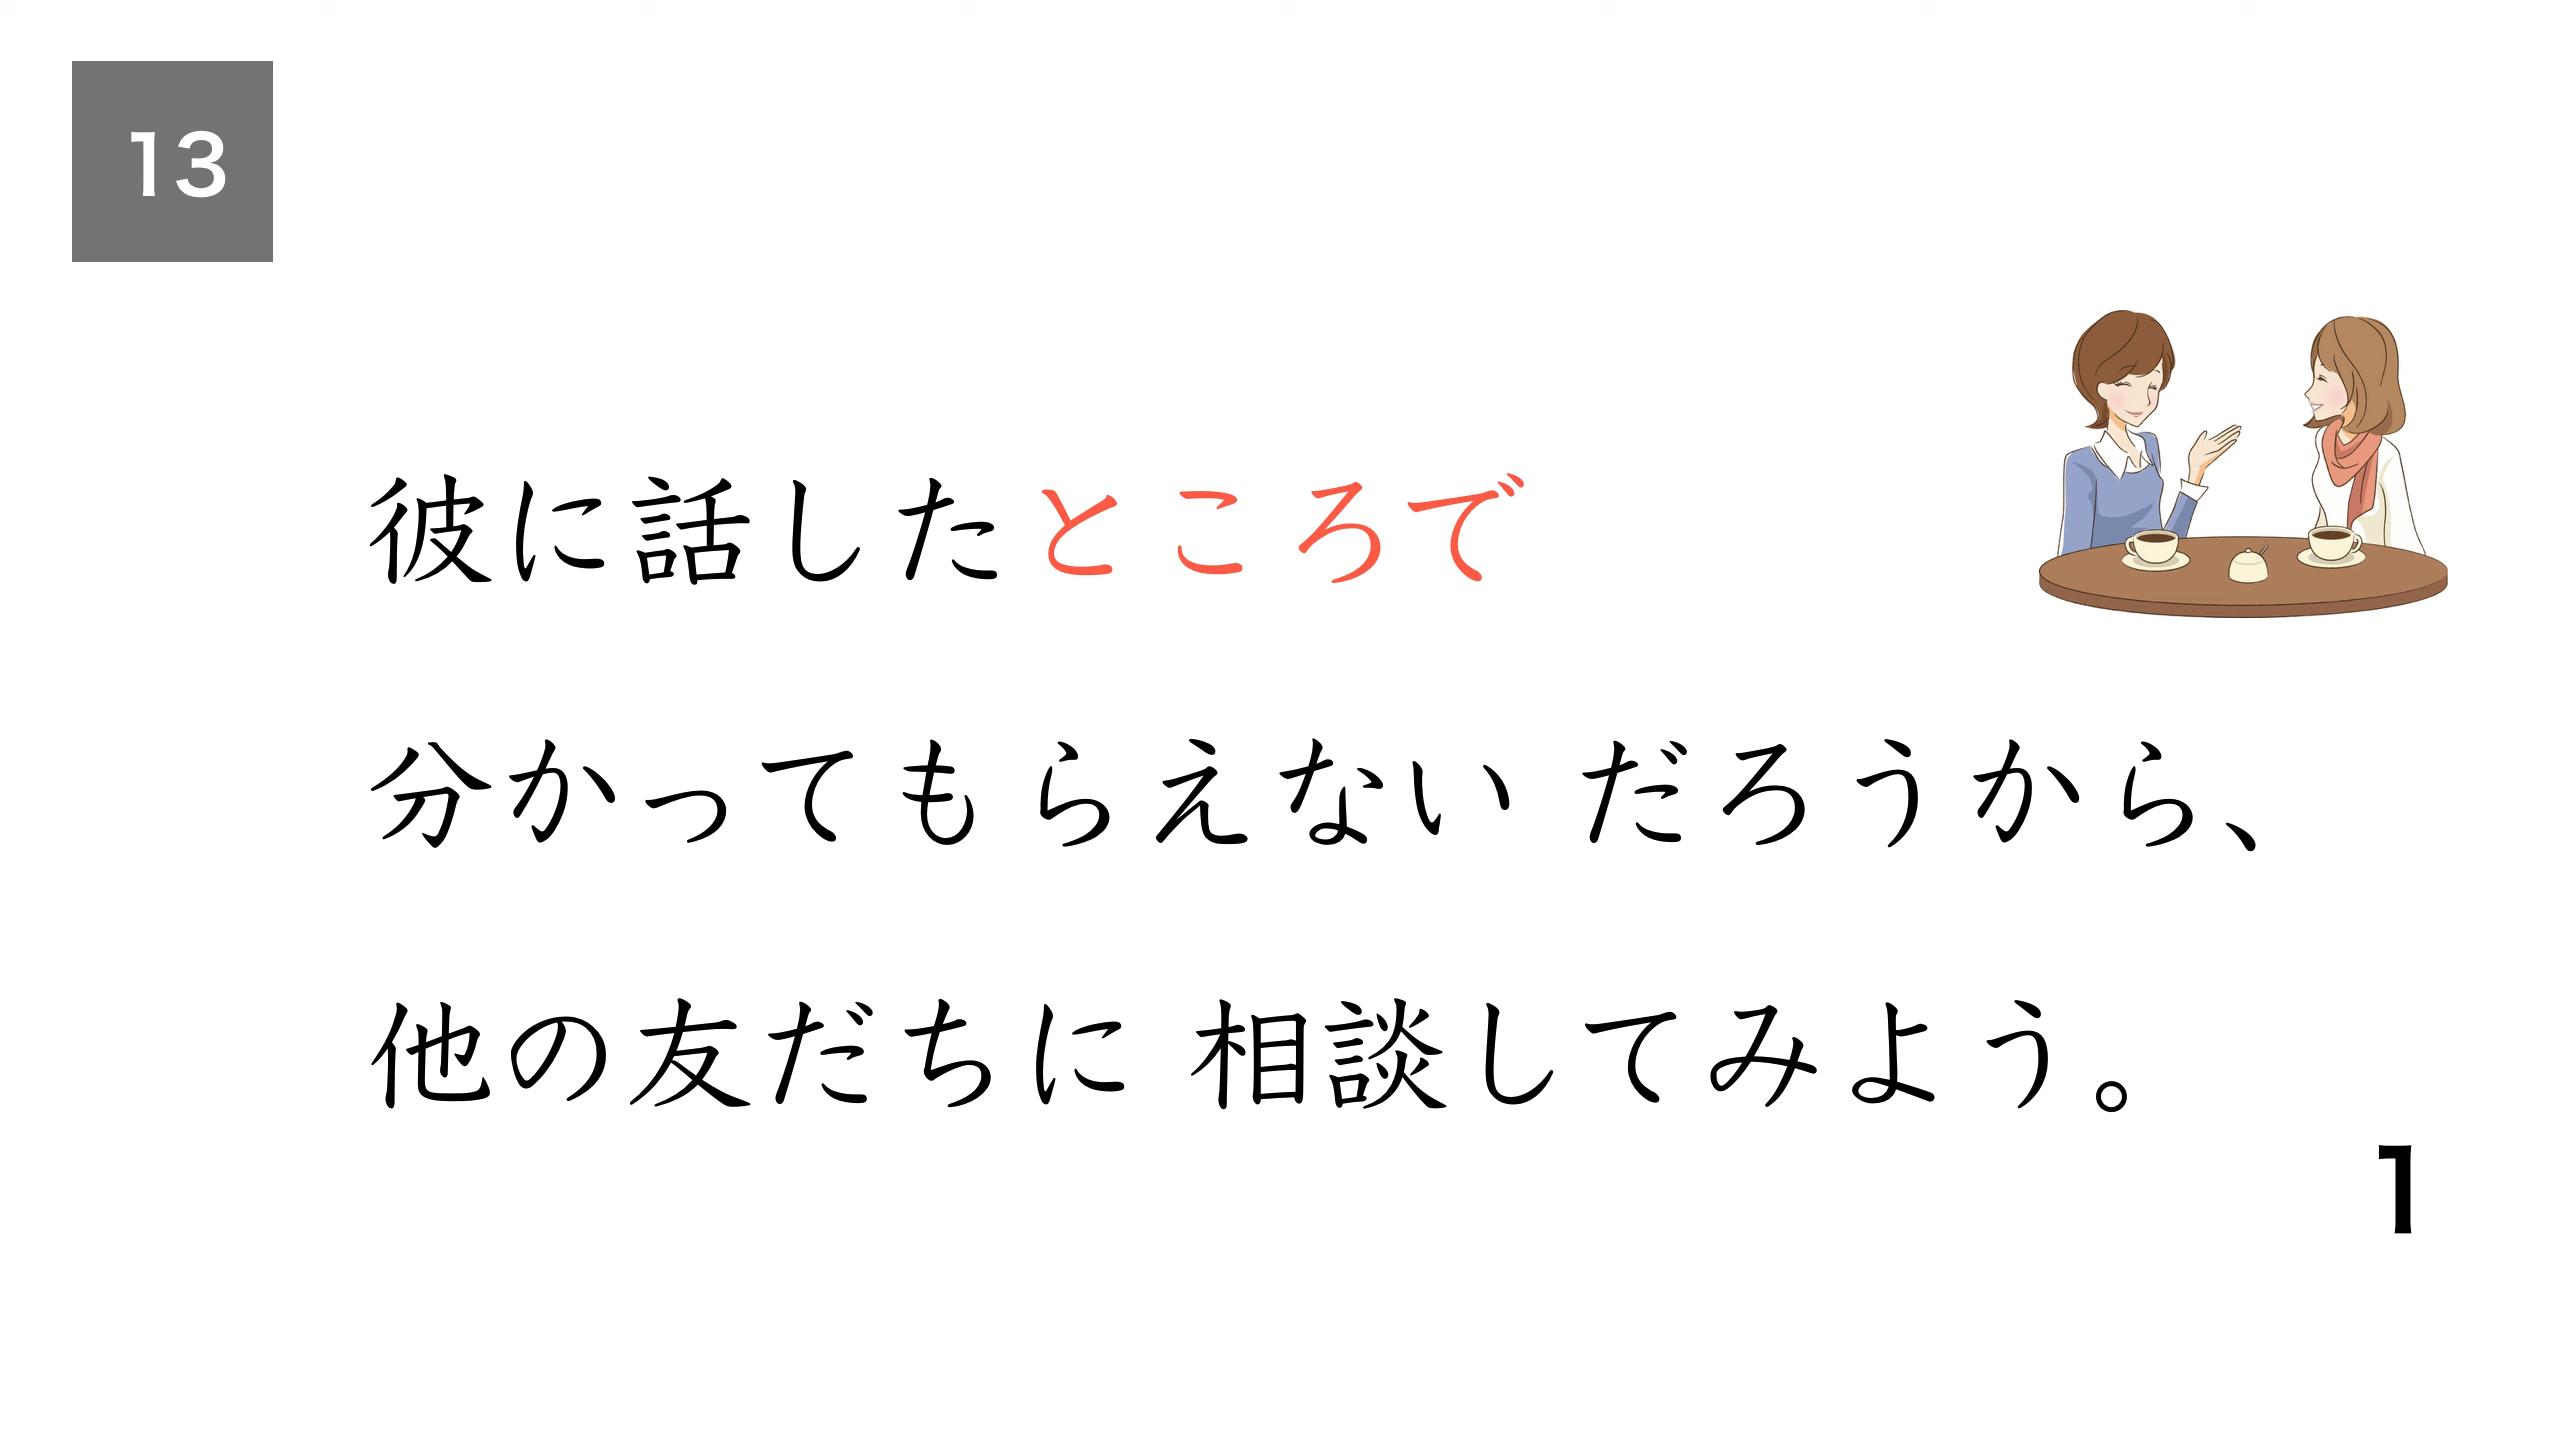 13
彼に話したところで
分かってもらえない だろうから、
他の友だちに 相談してみよう。
1